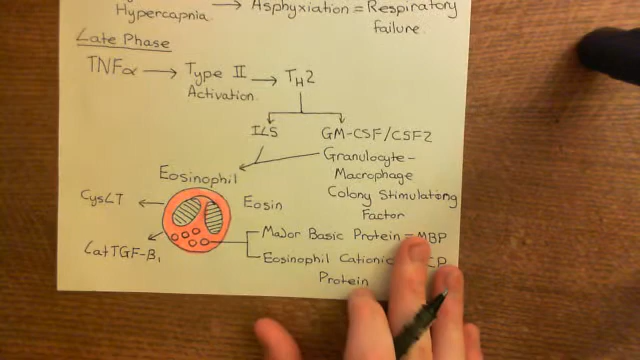 Hypercapnia → Asphyxiation = Respiratory
failure.
Late Phase
TNFα → Type II → TH2
Activation
IL5 GM-CSF/CSF2
Granulocyte-
Macrophage
Colony Stimulating
Factor
Eosinophil
CysLT Eosin
LatTGF-β1
Major Basic Protein = MBP
Eosinophil Cationic CP
Protein